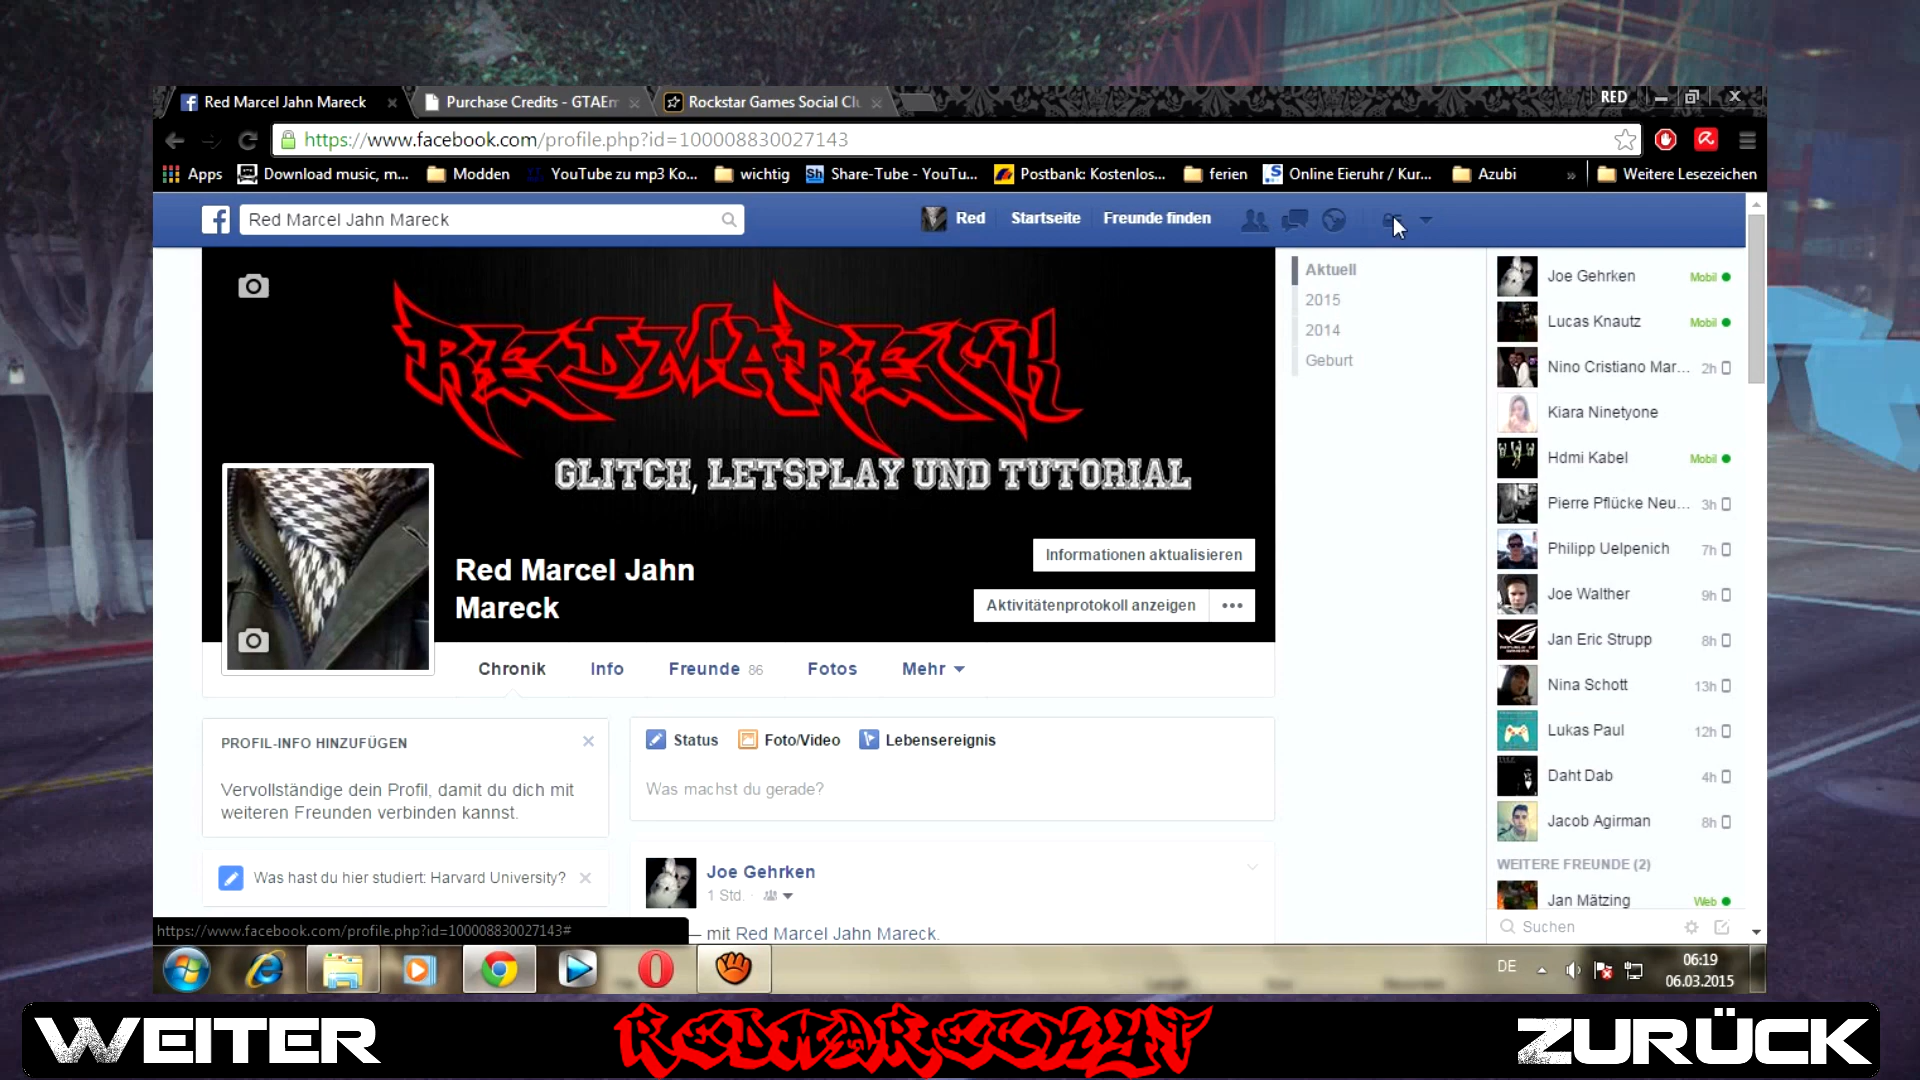 Red Marcel Jahn Mareck
Purchase Credits - GTAEm
Rockstar Games Social Clu
RED
https://www.facebook.com/profile.php?id=100008830027143
Apps
Download music, m...
Modden
YouTube zu mp3 Ko...
wichtig
Share-Tube - YouTu...
Postbank: Kostenlos...
ferien
Online Eieruhr / Kur...
Azubi
»
Weitere Lesezeichen
Red Marcel Jahn Mareck
Red
Startseite
Freunde finden
REDMARECK
GLITCH, LETSPLAY UND TUTORIAL
Red Marcel Jahn
Mareck
Informationen aktualisieren
Aktivitätenprotokoll anzeigen
Chronik
Info
Freunde 86
Fotos
Mehr
PROFIL-INFO HINZUFÜGEN
Vervollständige dein Profil, damit du dich mit
weiteren Freunden verbinden kannst.
Was hast du hier studiert: Harvard University?
Status
Foto/Video
Lebensereignis
Was machst du gerade?
Joe Gehrken
1 Std.
— mit Red Marcel Jahn Mareck.
Aktuell
2015
2014
Geburt
Joe Gehrken Mobil
Lucas Knautz Mobil
Nino Cristiano Mar... 2h
Kiara Ninetyone
Hdmi Kabel Mobil
Pierre Pflücke Neu... 3h
Philipp Uelpenich 7h
Joe Walther 9h
Jan Eric Strupp 8h
Nina Schott 13h
Lukas Paul 12h
Daht Dab 4h
Jacob Agirman 8h
WEITERE FREUNDE (2)
Jan Mätzing Web
Suchen
https://www.facebook.com/profile.php?id=100008830027143#
DE
06:19
06.03.2015
WEITER
REDMARECKYT
ZURÜCK